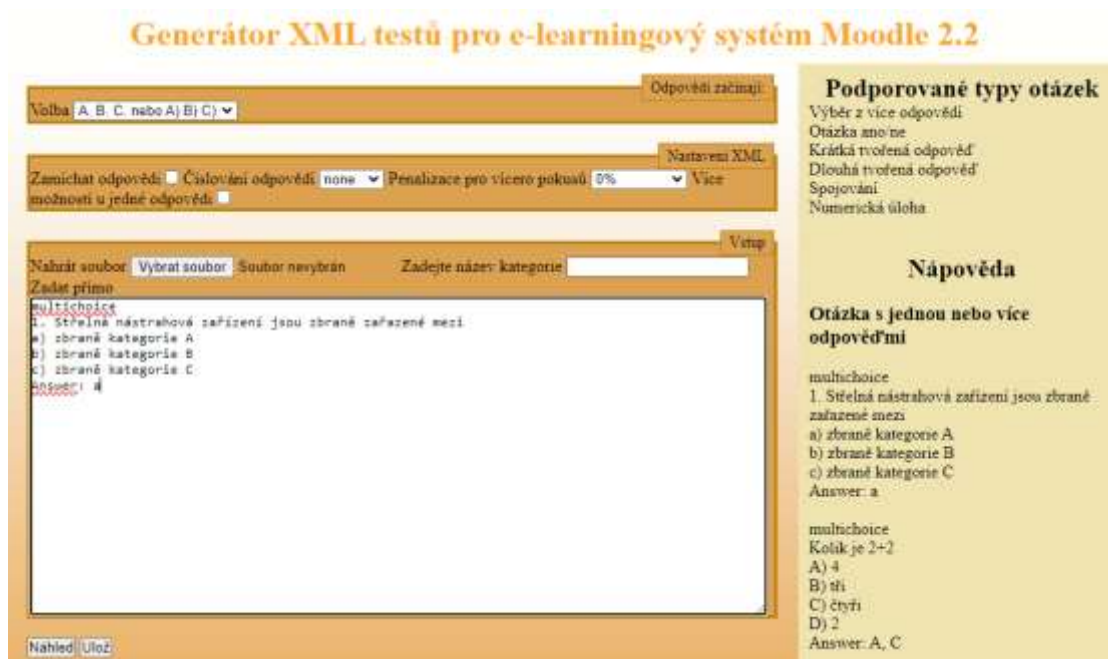 Generátor XML testů pro e-learningový systém Moodle 2.2
Odpovědi začínají:
Volba A. B. C. nebo A) B) C)
Nastavení XML
Zamíchat odpovědi Číslování odpovědí none Penalizace pro vícero pokusů 0% Více
možností u jedné odpovědi
Vstup
Nahrát soubor Vybrat soubor Soubor nevybrán Zadejte název kategorie
Zadat přímo
multichoice
1. Střelná nástrahová zařízení jsou zbraně zařazené mezi
a) zbraně kategorie A
b) zbraně kategorie B
c) zbraně kategorie C
Answer: a
Náhled Ulož
Podporované typy otázek
Výběr z více odpovědí
Otázka ano/ne
Krátká tvořená odpověď
Dlouhá tvořená odpověď
Spojování
Numerická úloha
Nápověda
Otázka s jednou nebo více
odpověďmi
multichoice
1. Střelná nástrahová zařízení jsou zbraně
zařazené mezi
a) zbraně kategorie A
b) zbraně kategorie B
c) zbraně kategorie C
Answer: a
multichoice
Kolik je 2+2
A) 4
B) tři
C) čtyři
D) 2
Answer: A, C